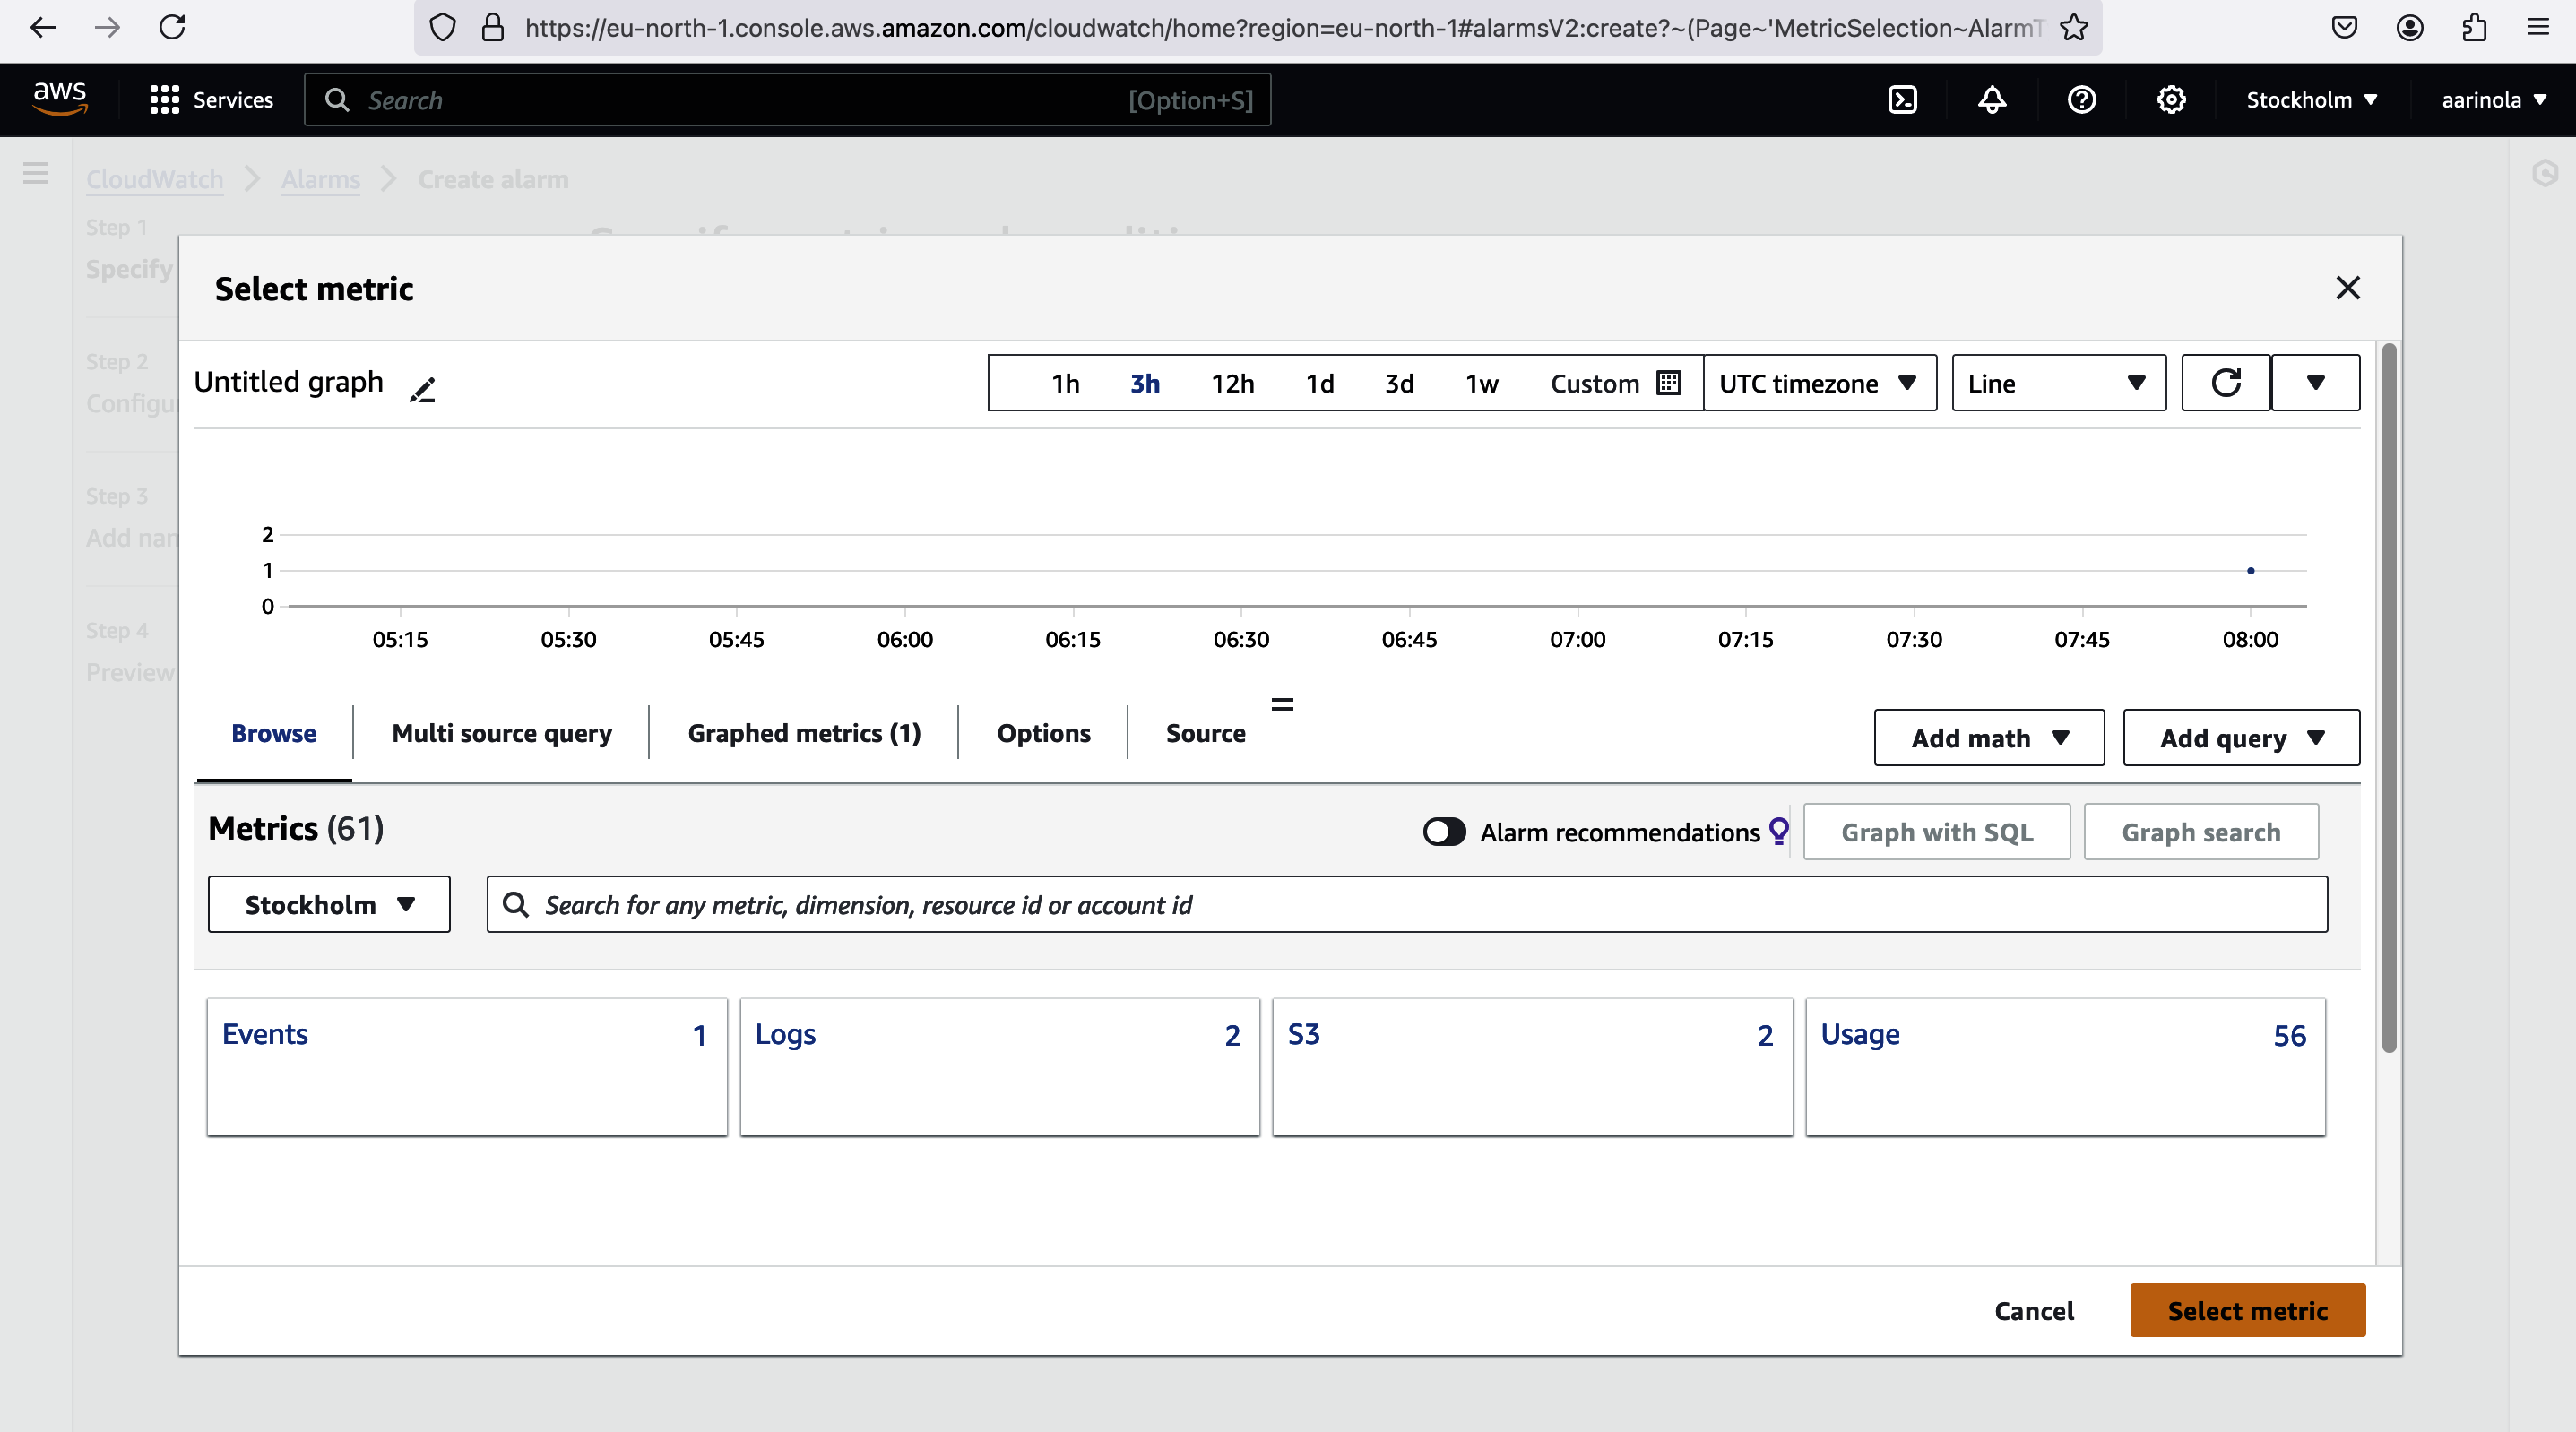 https://eu-north-1.console.aws.amazon.com/cloudwatch/home?region=eu-north-1#alarmsV2:create?~(Page~'MetricSelection~AlarmT
aws
Services
Search
[Option+S]
Stockholm
aarinola
CloudWatch
Alarms
Create alarm
Step 1
Specify
Step 2
Configu
Step 3
Add nam
Step 4
Preview
Select metric
Untitled graph
1h 3h 12h 1d 3d 1w Custom
UTC timezone
Line
2
1
0
05:15 05:30 05:45 06:00 06:15 06:30 06:45 07:00 07:15 07:30 07:45 08:00
Browse
Multi source query
Graphed metrics (1)
Options
Source
Add math
Add query
Metrics (61)
Alarm recommendations
Graph with SQL
Graph search
Stockholm
Search for any metric, dimension, resource id or account id
Events 1
Logs 2
S3 2
Usage 56
Cancel
Select metric